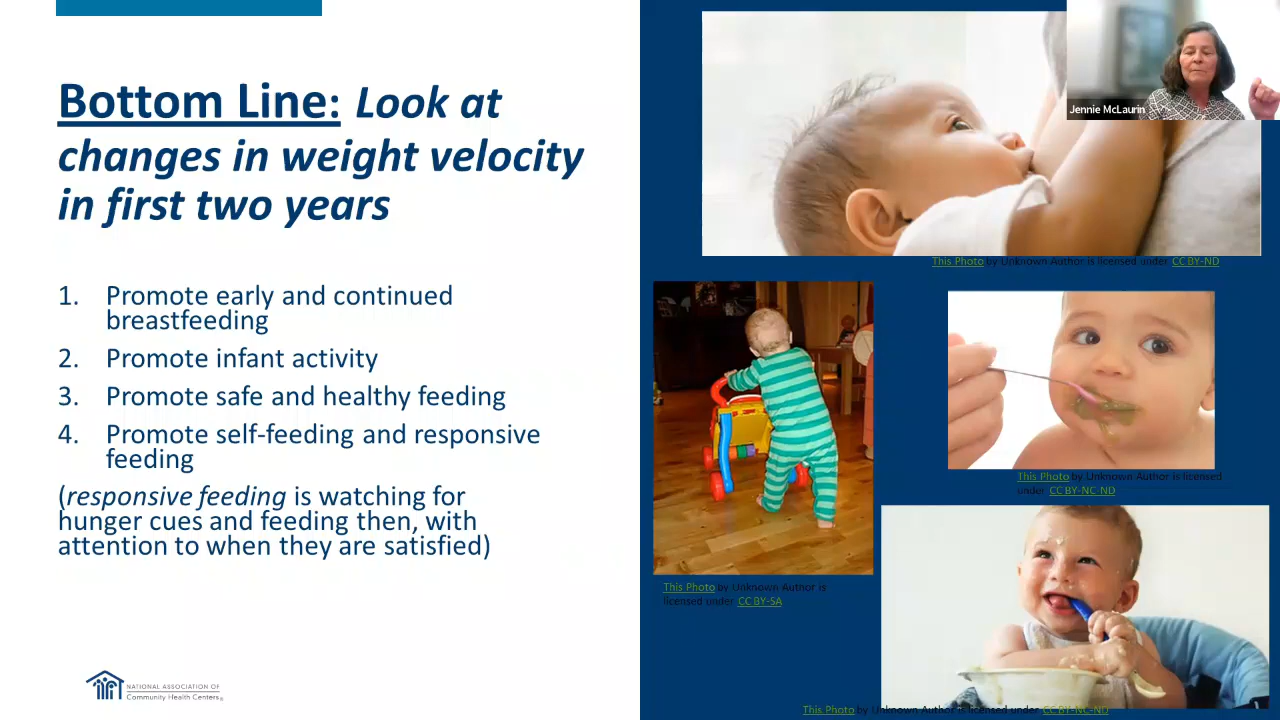 Bottom Line: Look at
changes in weight velocity
in first two years
1. Promote early and continued
breastfeeding
2. Promote infant activity
3. Promote safe and healthy feeding
4. Promote self-feeding and responsive
feeding
(responsive feeding is watching for
hunger cues and feeding then, with
attention to when they are satisfied)
NATIONAL ASSOCIATION OF
Community Health Centers®
Jennie McLaurin
This Photo by Unknown Author is licensed under CC BY-ND
This Photo by Unknown Author is licensed
under CC BY-NC-ND
This Photo by Unknown Author is
licensed under CC BY-SA
This Photo by Unknown Author is licensed under CC BY-NC-ND